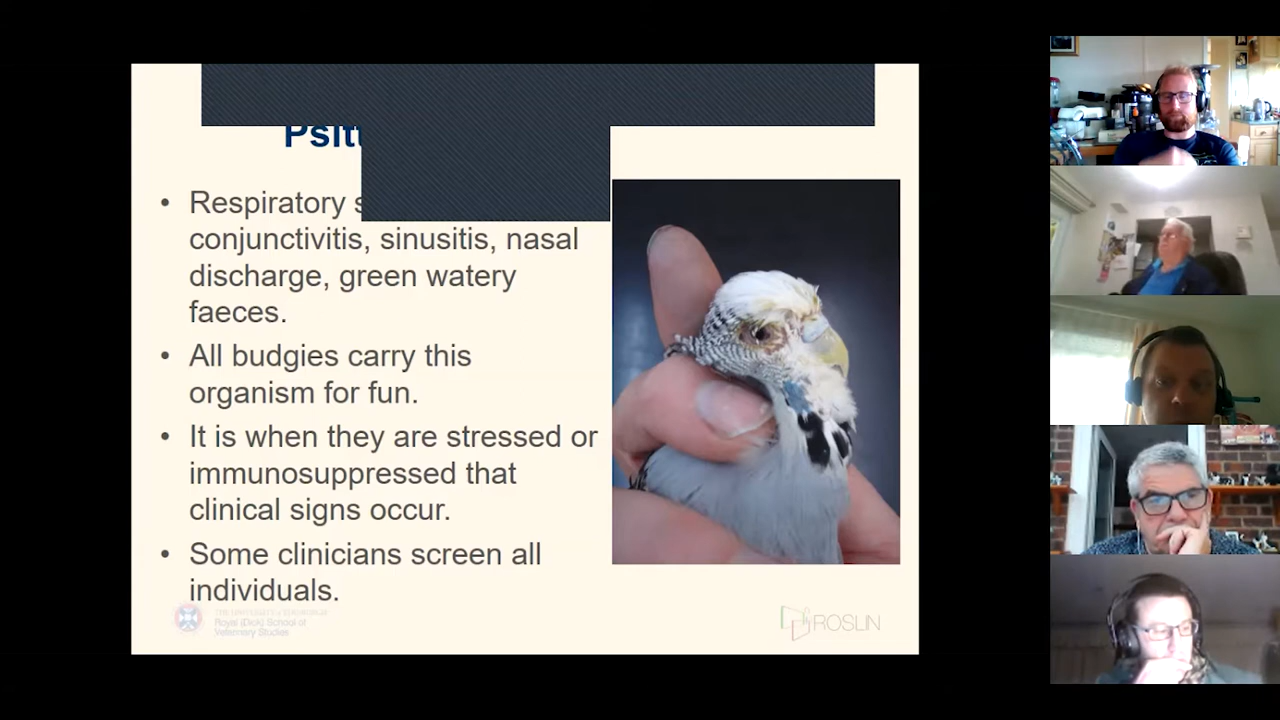 Respiratory
conjunctivitis, sinusitis, nasal
discharge, green watery
faeces.
• All budgies carry this
organism for fun.
• It is when they are stressed or
immunosuppressed that
clinical signs occur.
• Some clinicians screen all
individuals.
THE UNIVERSITY of EDINBURGH
Royal (Dick) School of
Veterinary Studies
ROSLIN